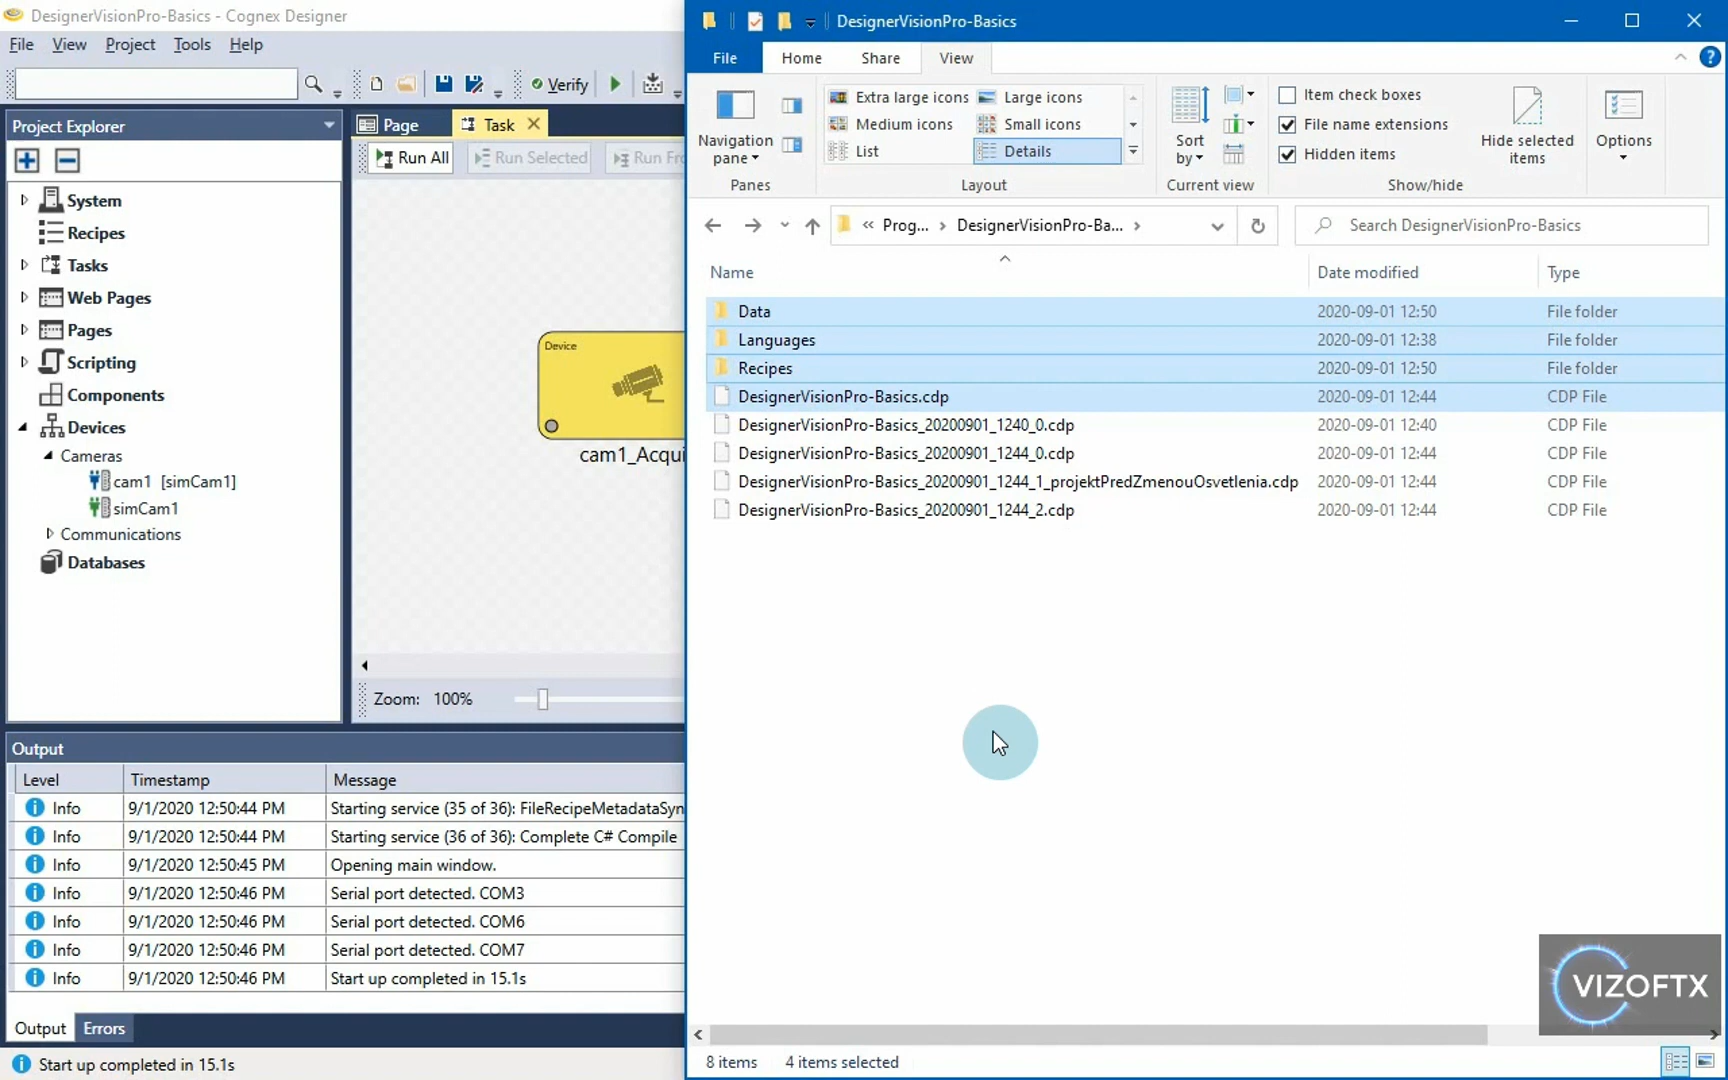 DesignerVisionPro-Basics - Cognex Designer
File View Project Tools Help
Verify
Project Explorer
System
Recipes
Tasks
Web Pages
Pages
Scripting
Components
Devices
Cameras
cam1 [simCam1]
simCam1
Communications
Databases
Page
Task
Run All
Run Selected
Run Fr
Device
cam1_Acqui
Zoom: 100%
Output
Level Timestamp Message
Info 9/1/2020 12:50:44 PM Starting service (35 of 36): FileRecipeMetadataSyn
Info 9/1/2020 12:50:44 PM Starting service (36 of 36): Complete C# Compile
Info 9/1/2020 12:50:45 PM Opening main window.
Info 9/1/2020 12:50:46 PM Serial port detected. COM3
Info 9/1/2020 12:50:46 PM Serial port detected. COM6
Info 9/1/2020 12:50:46 PM Serial port detected. COM7
Info 9/1/2020 12:50:46 PM Start up completed in 15.1s
Output Errors
Start up completed in 15.1s
DesignerVisionPro-Basics
File Home Share View
Navigation pane
Panes
Extra large icons Large icons
Medium icons Small icons
List Details
Layout
Sort by
Current view
Item check boxes
File name extensions
Hidden items
Hide selected items
Show/hide
Options
« Prog... › DesignerVisionPro-Ba... ›
Search DesignerVisionPro-Basics
Name Date modified Type
Data 2020-09-01 12:50 File folder
Languages 2020-09-01 12:38 File folder
Recipes 2020-09-01 12:50 File folder
DesignerVisionPro-Basics.cdp 2020-09-01 12:44 CDP File
DesignerVisionPro-Basics_20200901_1240_0.cdp 2020-09-01 12:40 CDP File
DesignerVisionPro-Basics_20200901_1244_0.cdp 2020-09-01 12:44 CDP File
DesignerVisionPro-Basics_20200901_1244_1_projektPredZmenouOsvetlenia.cdp 2020-09-01 12:44 CDP File
DesignerVisionPro-Basics_20200901_1244_2.cdp 2020-09-01 12:44 CDP File
VIZOFTX
8 items 4 items selected